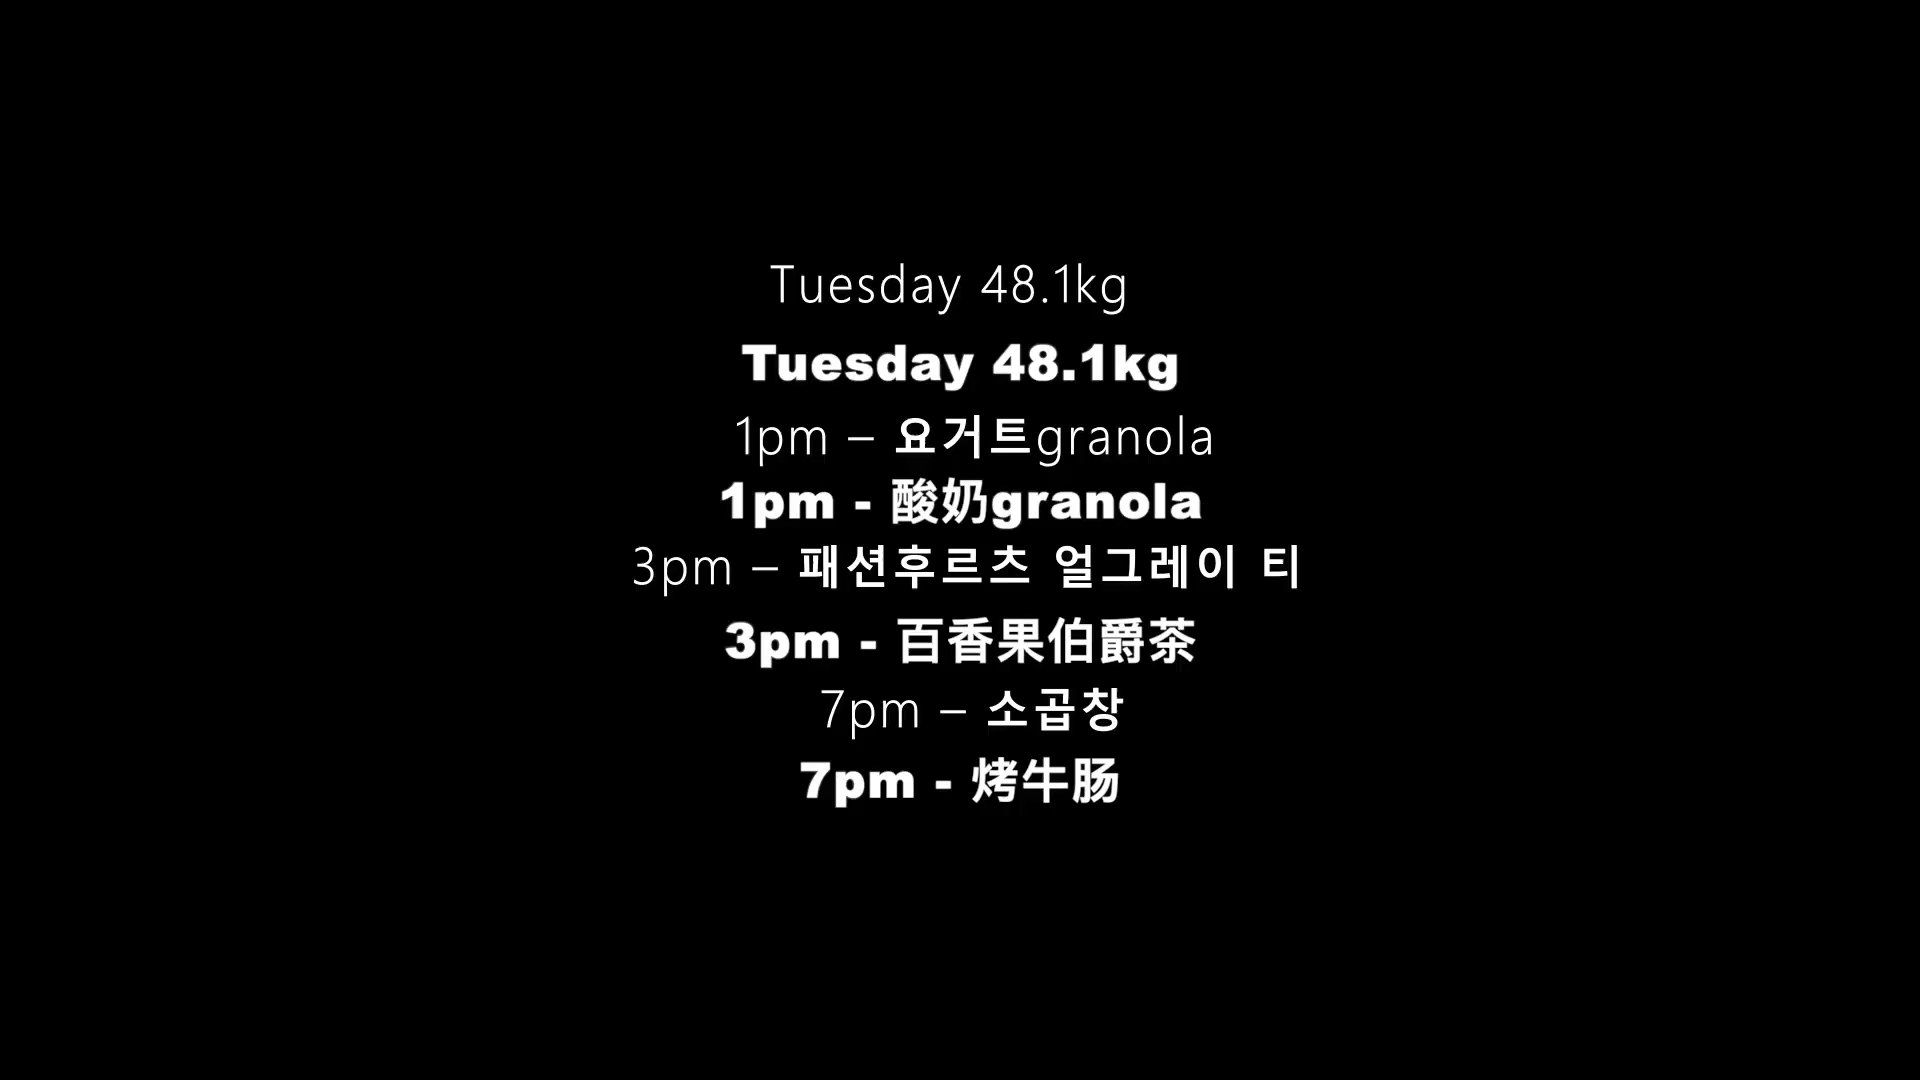 Tuesday 48.1kg
Tuesday 48.1kg
1pm – 요거트granola
1pm - 酸奶granola
3pm – 패션후르츠 얼그레이 티
3pm - 百香果伯爵茶
7pm – 소곱창
7pm - 烤牛肠